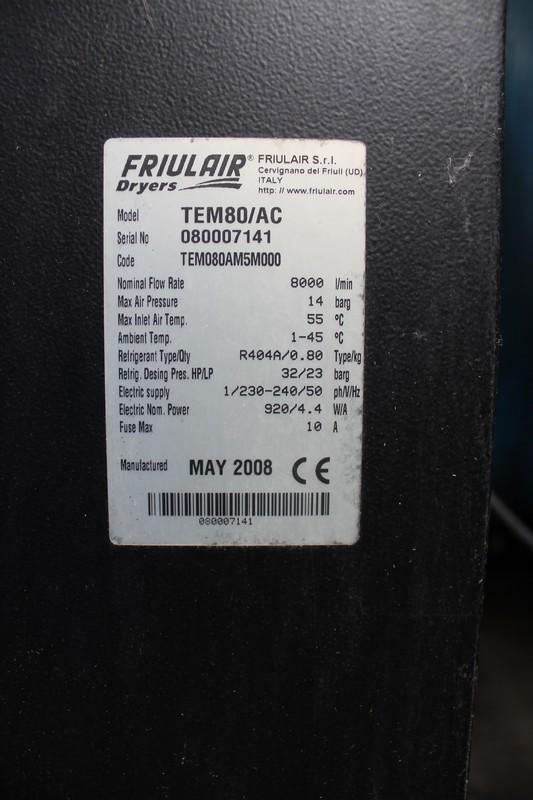 FRIULAIR®
Dryers
FRIULAIR S.r.l.
Cervignano del Friuli (UD)
ITALY
http: // www.friulair.com
Model TEM80/AC
Serial No 080007141
Code TEM080AM5M000
Nominal Flow Rate 8000 l/min
Max Air Pressure 14 barg
Max Inlet Air Temp. 55 ºC
Ambient Temp. 1-45 ºC
Refrigerant Type/Qty R404A/0.80 Type/kg
Refrig. Desing Pres. HP/LP 32/23 barg
Electric supply 1/230-240/50 ph/V/Hz
Electric Nom. Power 920/4.4 W/A
Fuse Max 10 A
Manufactured MAY 2008 CE
080007141